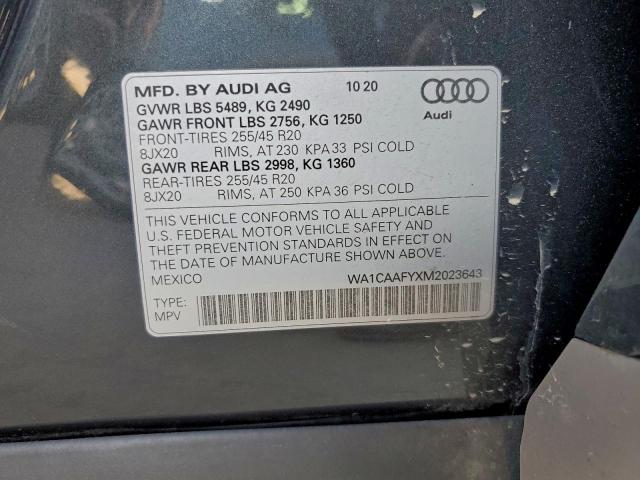 MFD. BY AUDI AG 10 20
GVWR LBS 5489, KG 2490
GAWR FRONT LBS 2756, KG 1250
FRONT-TIRES 255/45 R20
8JX20 RIMS, AT 230 KPA 33 PSI COLD
GAWR REAR LBS 2998, KG 1360
REAR-TIRES 255/45 R20
8JX20 RIMS, AT 250 KPA 36 PSI COLD
Audi
THIS VEHICLE CONFORMS TO ALL APPLICABLE
U.S. FEDERAL MOTOR VEHICLE SAFETY AND
THEFT PREVENTION STANDARDS IN EFFECT ON
THE DATE OF MANUFACTURE SHOWN ABOVE.
MEXICO WA1CAAFYXM2023643
TYPE:
MPV